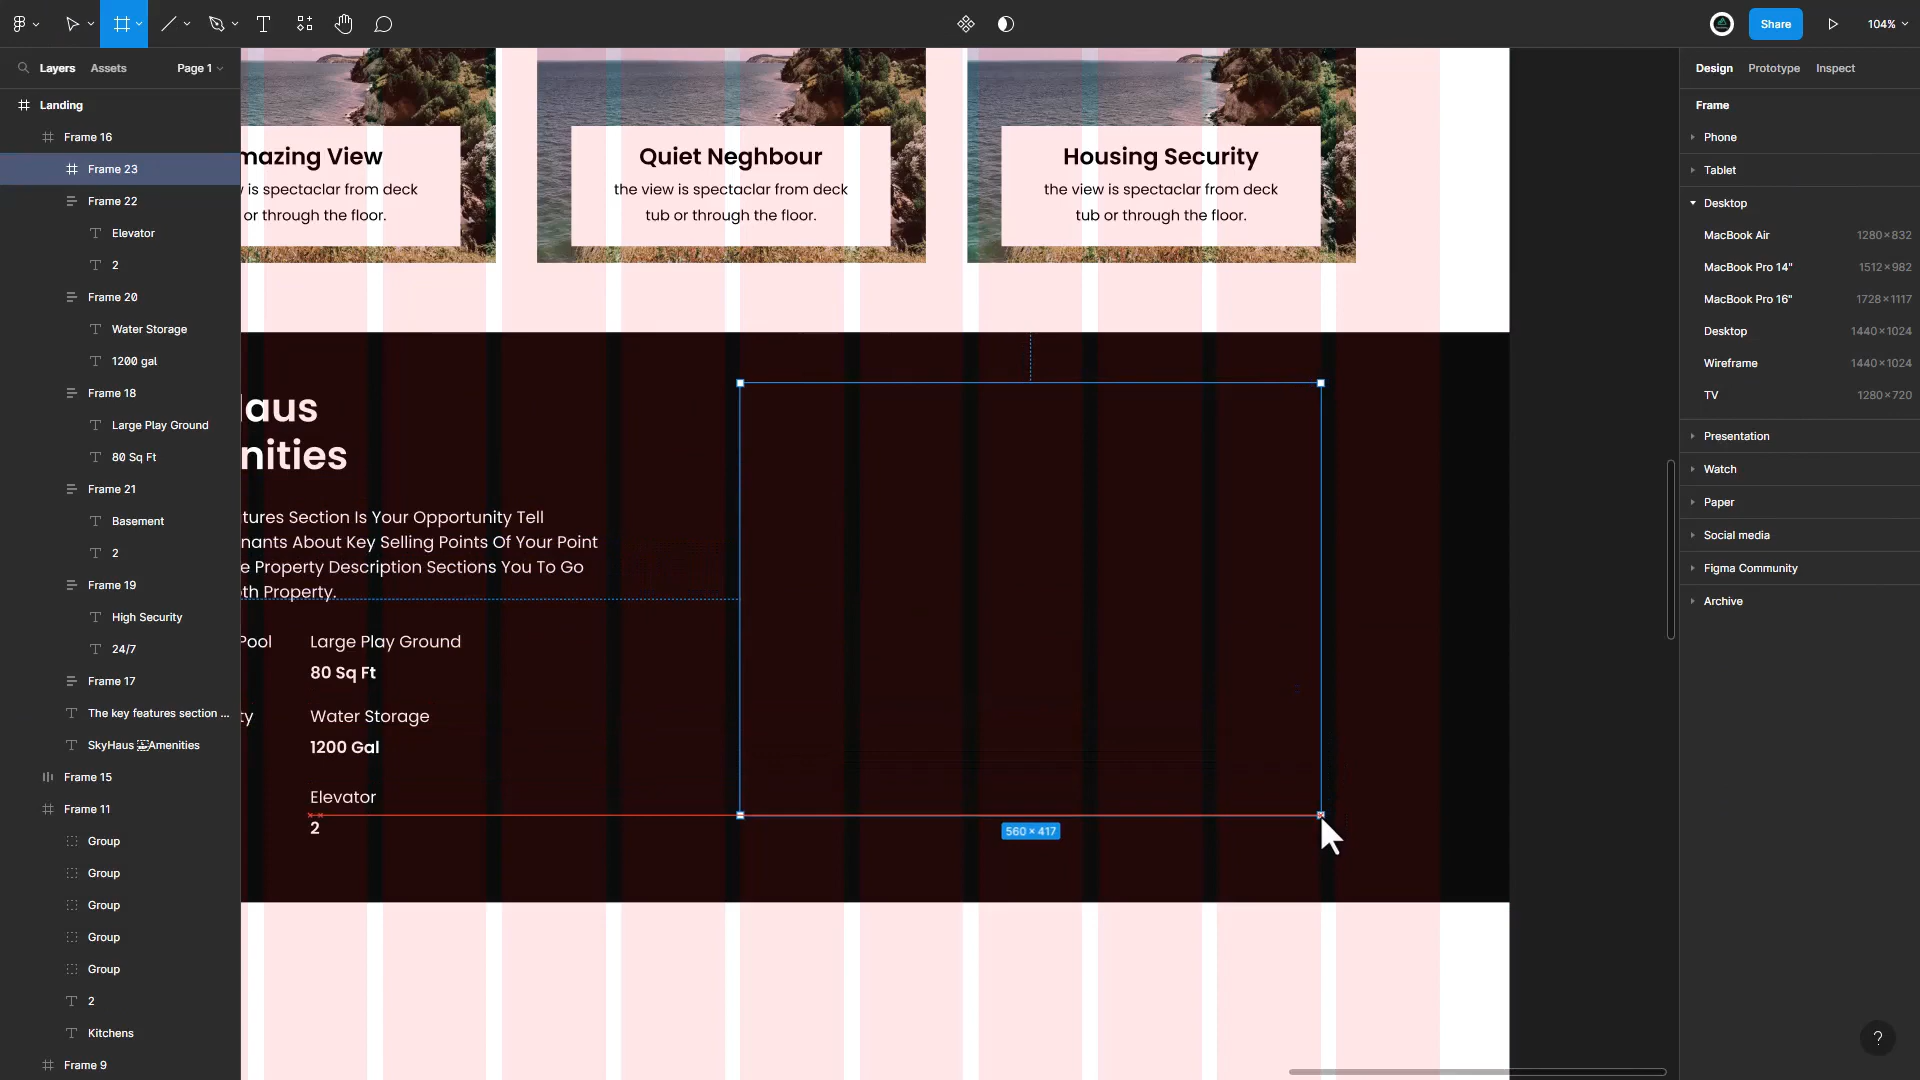 Share
104%
Layers
Assets
Page 1
Design
Prototype
Inspect
Landing
Frame 16
Frame 23
Frame 22
Elevator
2
Frame 20
Water Storage
1200 gal
Frame 18
Large Play Ground
80 Sq Ft
Frame 21
Basement
2
Frame 19
High Security
24/7
Frame 17
The key features section ...
SkyHaus Amenities
Frame 15
Frame 11
Group
Group
Group
Group
Group
2
Kitchens
Frame 9
mazing View
is spectaclar from deck
or through the floor.
Quiet Neghbour
the view is spectaclar from deck
tub or through the floor.
Housing Security
the view is spectaclar from deck
tub or through the floor.
aus
nities
tures Section Is Your Opportunity Tell
nants About Key Selling Points Of Your Point
e Property Description Sections You To Go
oth Property.
Pool
Large Play Ground
80 Sq Ft
ty
Water Storage
1200 Gal
Elevator
2
560 × 417
Frame
Phone
Tablet
Desktop
MacBook Air 1280×832
MacBook Pro 14" 1512×982
MacBook Pro 16" 1728×1117
Desktop 1440×1024
Wireframe 1440×1024
TV 1280×720
Presentation
Watch
Paper
Social media
Figma Community
Archive
?